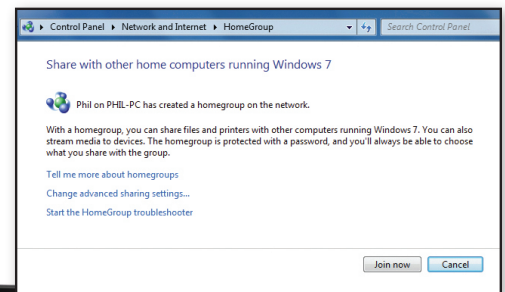 Control Panel ▸ Network and Internet ▸ HomeGroup
Search Control Panel
Share with other home computers running Windows 7
Phil on PHIL-PC has created a homegroup on the network.
With a homegroup, you can share files and printers with other computers running Windows 7. You can also
stream media to devices. The homegroup is protected with a password, and you'll always be able to choose
what you share with the group.
Tell me more about homegroups
Change advanced sharing settings...
Start the HomeGroup troubleshooter
Join now
Cancel